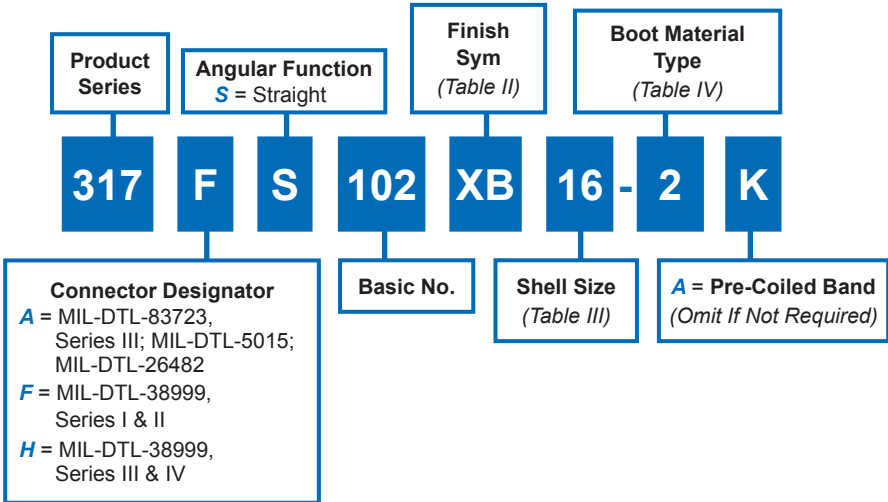 Product
Series
Angular Function
S = Straight
Finish
Sym
(Table II)
Boot Material
Type
(Table IV)
317 F S 102 XB 16 - 2 K
Connector Designator
A = MIL-DTL-83723,
Series III; MIL-DTL-5015;
MIL-DTL-26482
F = MIL-DTL-38999,
Series I & II
H = MIL-DTL-38999,
Series III & IV
Basic No.
Shell Size
(Table III)
A = Pre-Coiled Band
(Omit If Not Required)